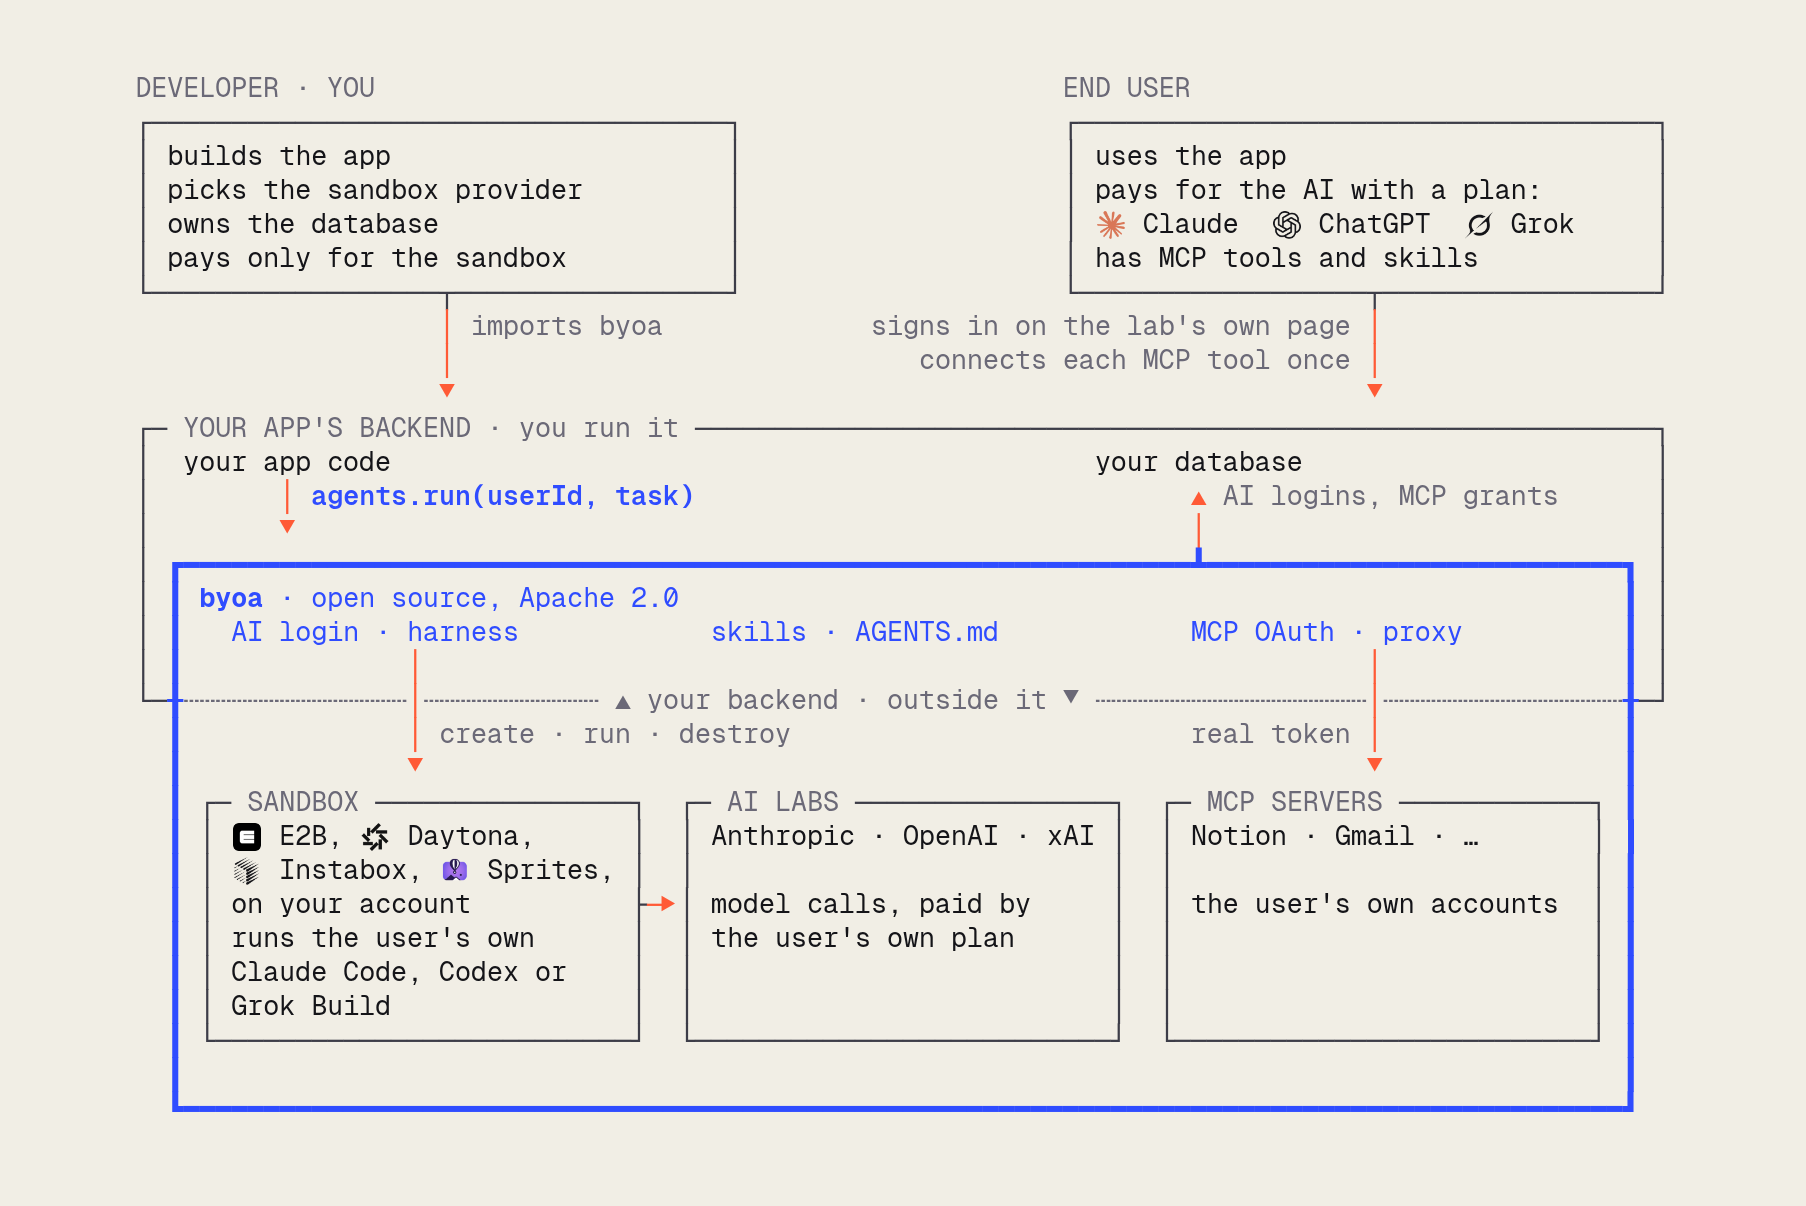 DEVELOPER · YOU
builds the app
picks the sandbox provider
owns the database
pays only for the sandbox
END USER
uses the app
pays for the AI with a plan:
Claude ChatGPT Grok
has MCP tools and skills
imports byoa
signs in on the lab's own page
connects each MCP tool once
YOUR APP'S BACKEND · you run it
your app code
agents.run(userId, task)
your database
AI logins, MCP grants
byoa · open source, Apache 2.0
AI login · harness
skills · AGENTS.md
MCP OAuth · proxy
▲ your backend · outside it ▼
create · run · destroy
real token
SANDBOX
E2B, Daytona,
Instabox, Sprites,
on your account
runs the user's own
Claude Code, Codex or
Grok Build
AI LABS
Anthropic · OpenAI · xAI
model calls, paid by
the user's own plan
MCP SERVERS
Notion · Gmail · …
the user's own accounts